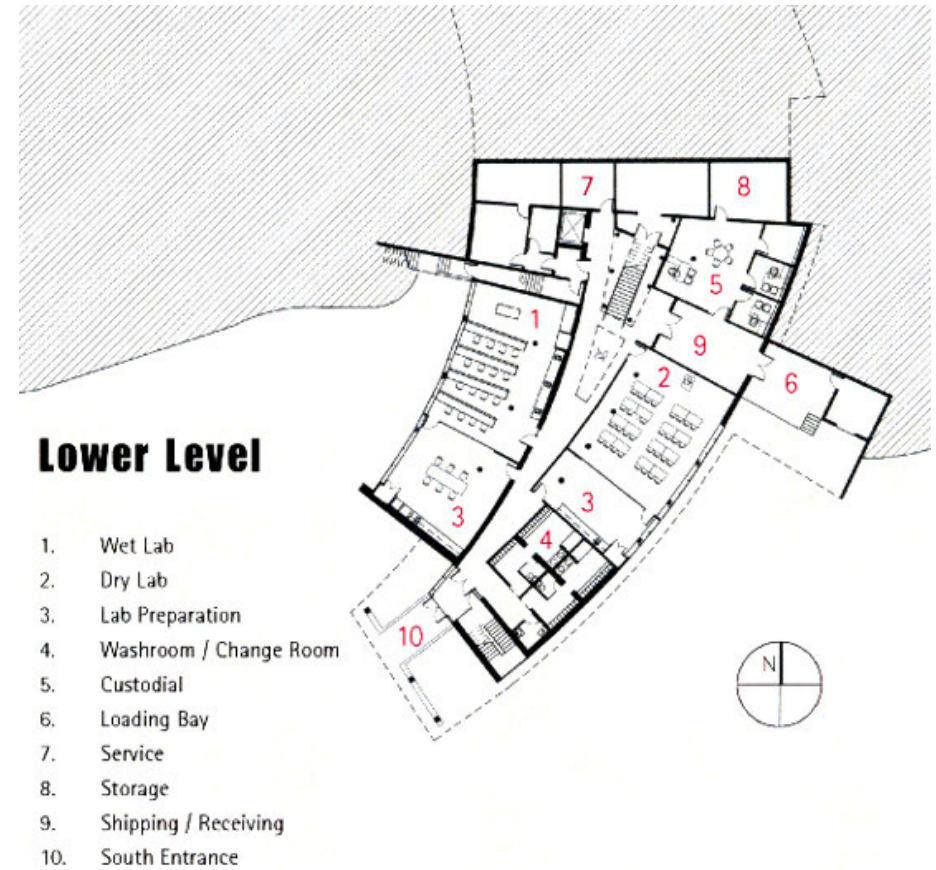 7
8
5
1
9
2
6
3
3
4
10
N
Lower Level
1. Wet Lab
2. Dry Lab
3. Lab Preparation
4. Washroom / Change Room
5. Custodial
6. Loading Bay
7. Service
8. Storage
9. Shipping / Receiving
10. South Entrance